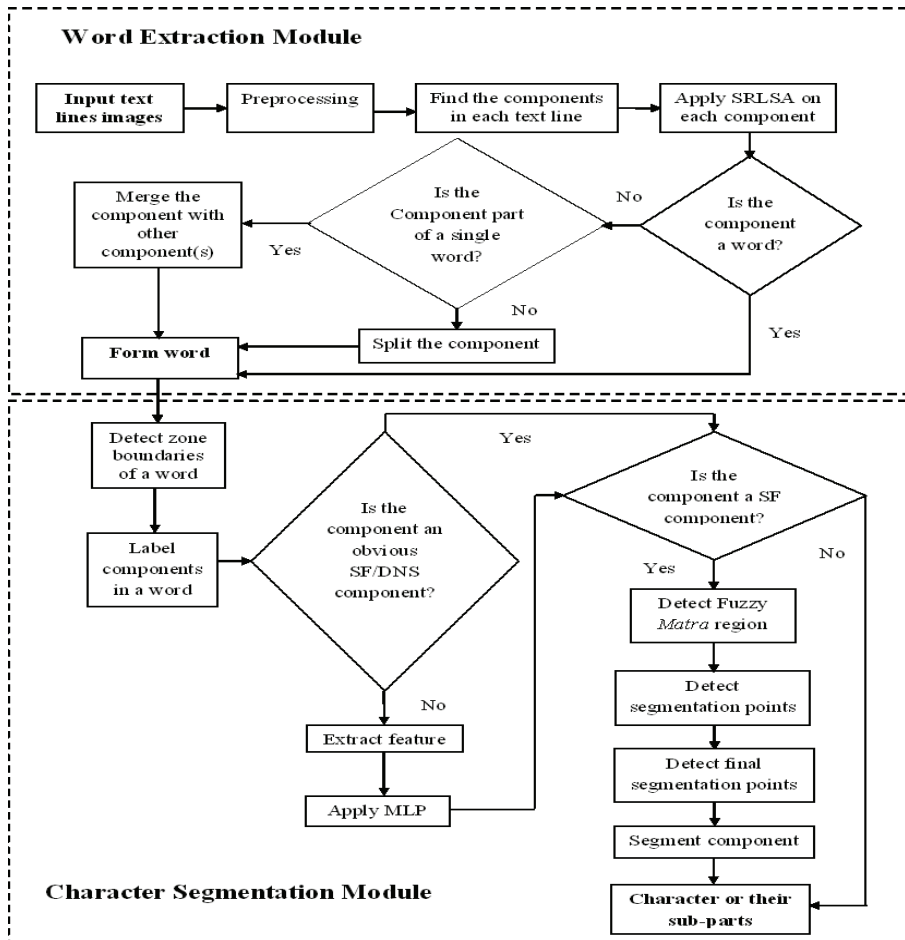 Word Extraction Module
Input text
lines images
Preprocessing
Find the components
in each text line
Apply SRLSA on
each component
Merge the
component with
other
component(s)
Yes
Is the
Component part
of a single
word?
No
Is the
component
a word?
No
Split the component
Yes
Form word
Detect zone
boundaries
of a word
Label
components
in a word
Is the
component an
obvious
SF/DNS
component?
Yes
Is the
component a SF
component?
No
Yes
Detect Fuzzy
Matra region
Detect
segmentation
points
No
Extract feature
Apply MLP
Detect final
segmentation
points
Segment component
Character or their
sub-parts
Character Segmentation Module